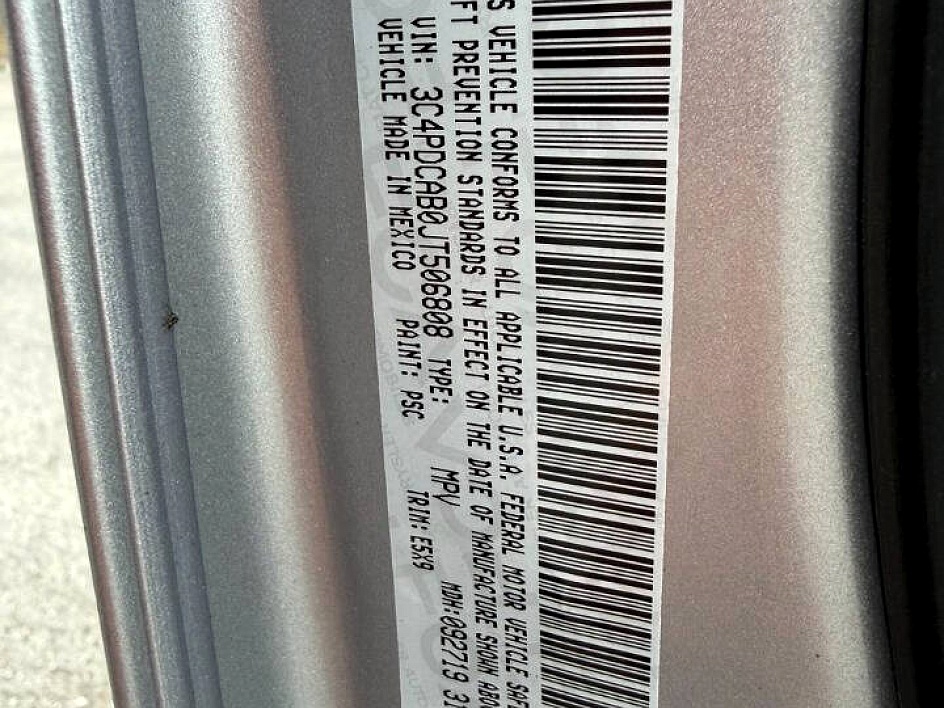 S VEHICLE CONFORMS TO ALL APPLICABLE U.S.A. FEDERAL MOTOR VEHICLE SAF
FT PREVENTION STANDARDS IN EFFECT ON THE DATE OF MANUFACTURE SHOWN ABO
VIN: 3C4PDCAB0JT506808 TYPE: MPV MDH:092719 31
VEHICLE MADE IN MEXICO PAINT: PSC TRIM: E5X9